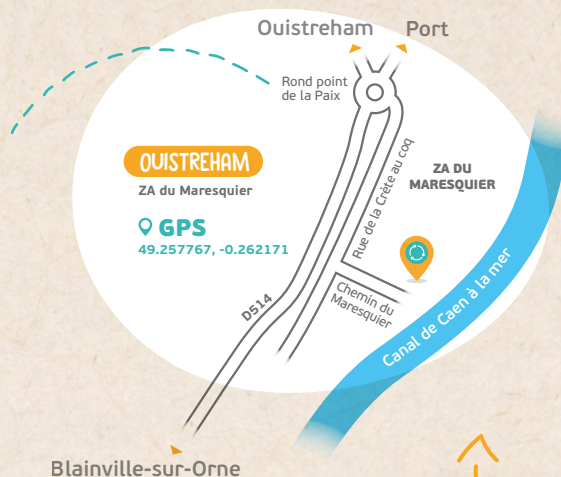 Ouistreham
Port
Rond point
de la Paix
OUISTREHAM
ZA du Maresquier
GPS
49.257767, -0.262171
Rue de la Crète au coq
ZA DU
MARESQUIER
Chemin du
Maresquier
D514
Canal de Caen à la mer
Blainville-sur-Orne